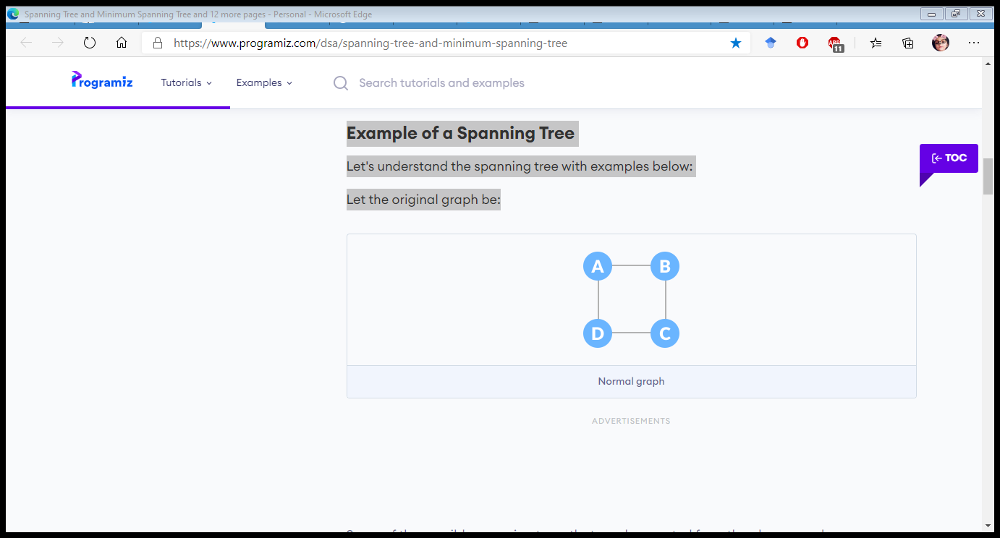 Spanning Tree and Minimum Spanning Tree and 12 more pages - Personal - Microsoft Edge
https://www.programiz.com/dsa/spanning-tree-and-minimum-spanning-tree
11
Programiz Tutorials Examples Search tutorials and examples
Example of a Spanning Tree
TOC
Let's understand the spanning tree with examples below:
Let the original graph be:
A B
D C
Normal graph
ADVERTISEMENTS